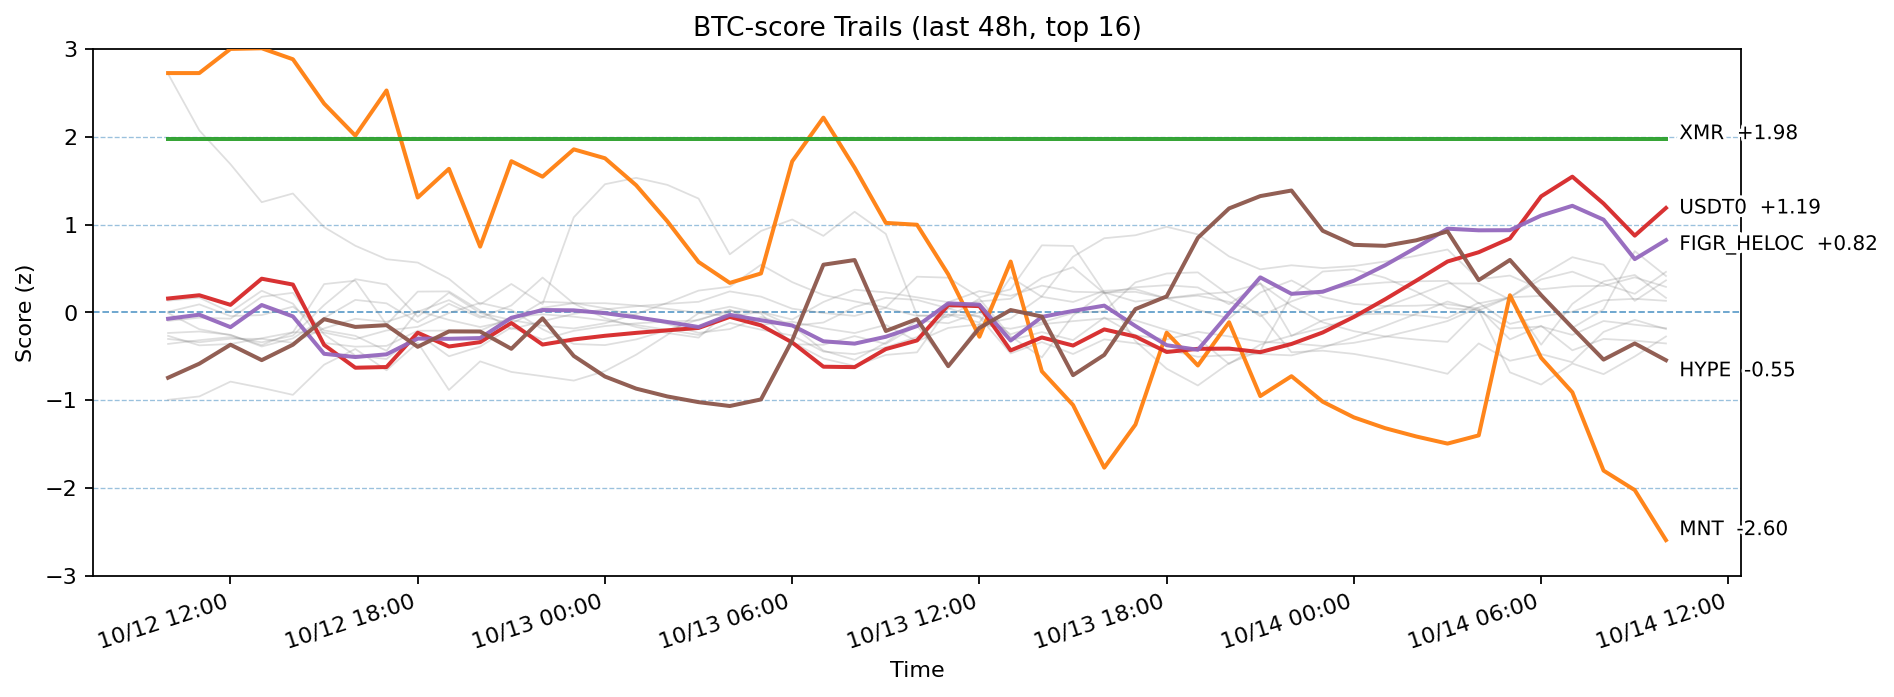 BTC-score Trails (last 48h, top 16)
Score (z)
3
2
1
0
−1
−2
−3
XMR +1.98
USDT0 +1.19
FIGR_HELOC +0.82
HYPE -0.55
MNT -2.60
10/12 12:00
10/12 18:00
10/13 00:00
10/13 06:00
10/13 12:00
10/13 18:00
10/14 00:00
10/14 06:00
10/14 12:00
Time